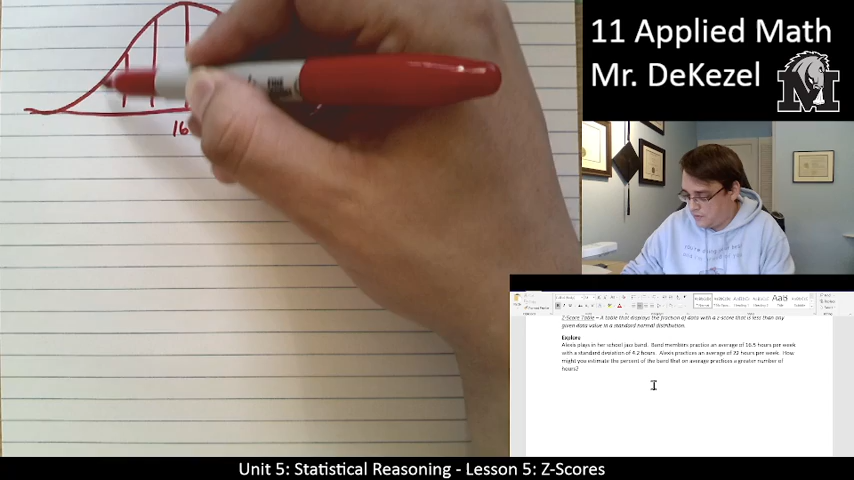 16
11 Applied Math
Mr. DeKezel
Z-Score Table – A table that displays the fraction of data with a z-score that is less than any
given data value in a standard normal distribution.
Explore
Alexis plays in her school jazz band. Band members practice an average of 16.5 hours per week
with a standard deviation of 4.2 hours. Alexis practices an average of 22 hours per week. How
might you estimate the percent of the band that on average practices a greater number of
hours?
Unit 5: Statistical Reasoning - Lesson 5: Z-Scores